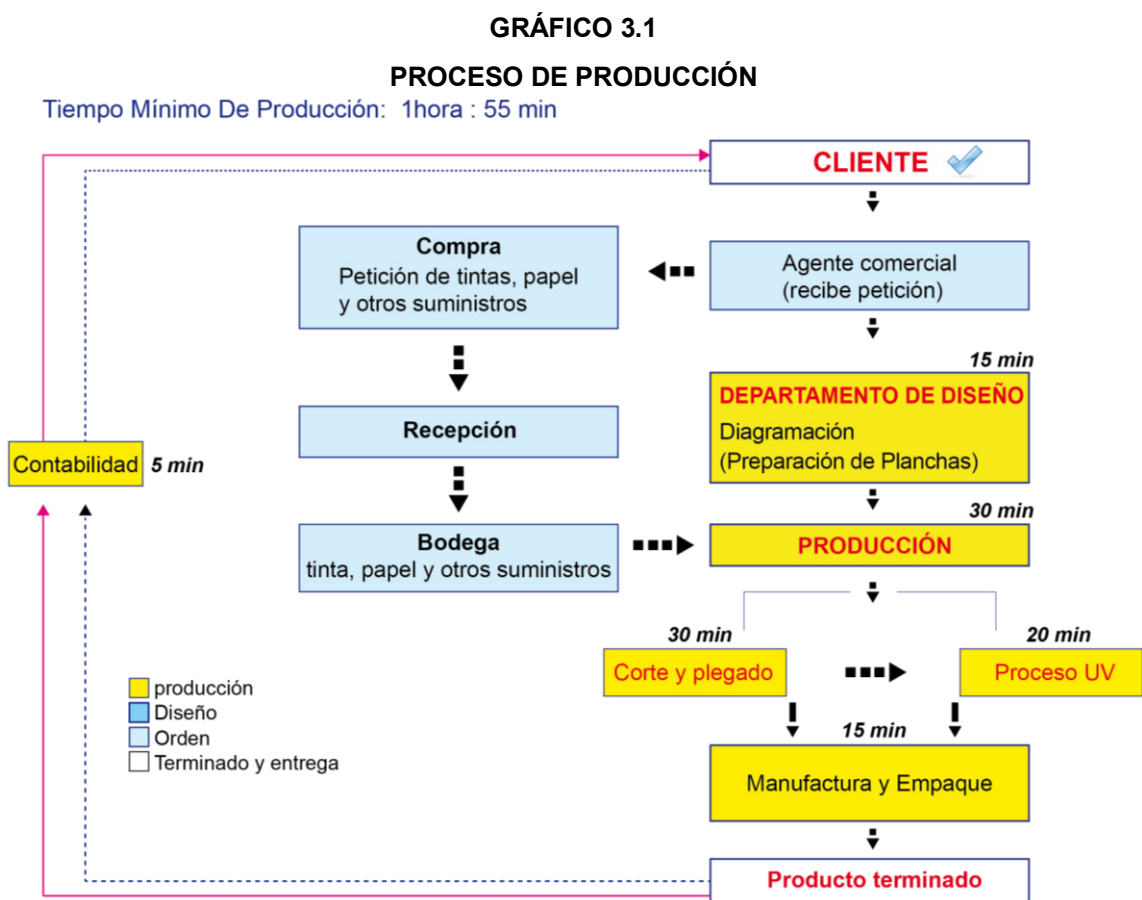 GRÁFICO 3.1
PROCESO DE PRODUCCIÓN
Tiempo Mínimo De Producción: 1hora : 55 min
CLIENTE
Compra
Petición de tintas, papel
y otros suministros
Agente comercial
(recibe petición)
15 min
DEPARTAMENTO DE DISEÑO
Diagramación
(Preparación de Planchas)
Recepción
Contabilidad 5 min
30 min
Bodega
tinta, papel y otros suministros
PRODUCCIÓN
30 min
Corte y plegado
20 min
Proceso UV
producción
Diseño
Orden
Terminado y entrega
15 min
Manufactura y Empaque
Producto terminado